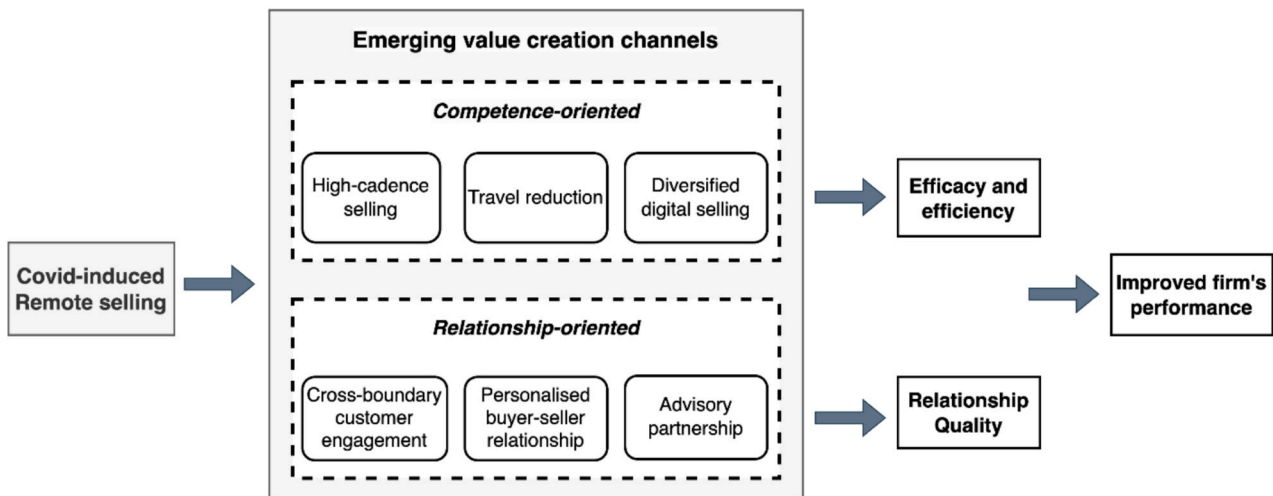 Emerging value creation channels
Competence-oriented
High-cadence
selling
Travel reduction
Diversified
digital selling
Efficacy and
efficiency
Covid-induced
Remote selling
Improved firm's
performance
Relationship-oriented
Cross-boundary
customer
engagement
Personalised
buyer-seller
relationship
Advisory
partnership
Relationship
Quality